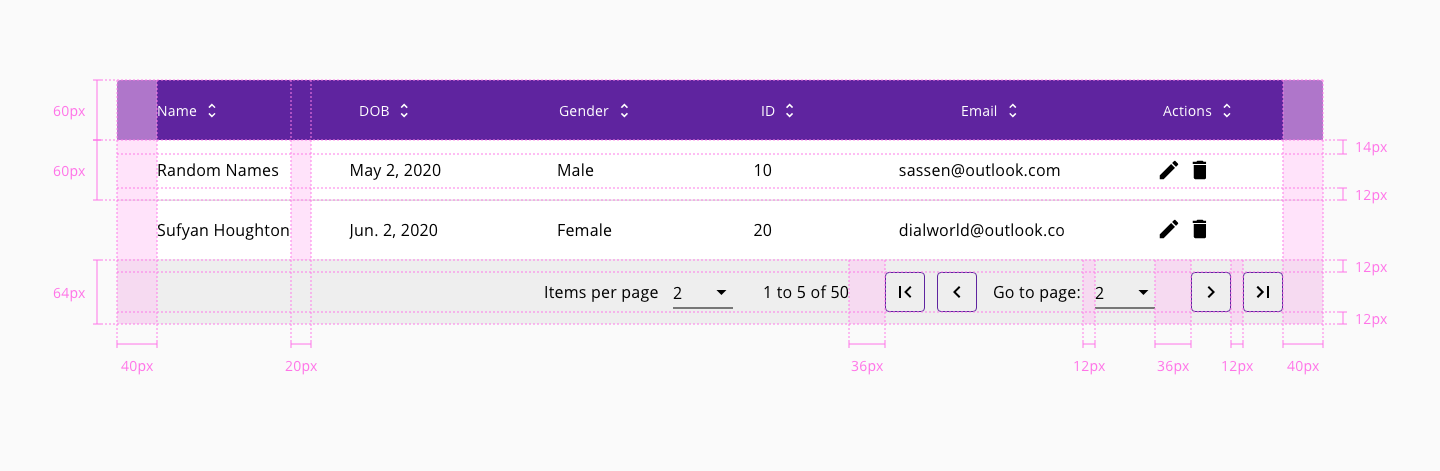 60px Name DOB Gender ID Email Actions
14px
60px Random Names May 2, 2020 Male 10 sassen@outlook.com
12px
Sufyan Houghton Jun. 2, 2020 Female 20 dialworld@outlook.co
12px
64px Items per page 2 1 to 5 of 50 Go to page: 2
12px
40px 20px 36px 12px 36px 12px 40px